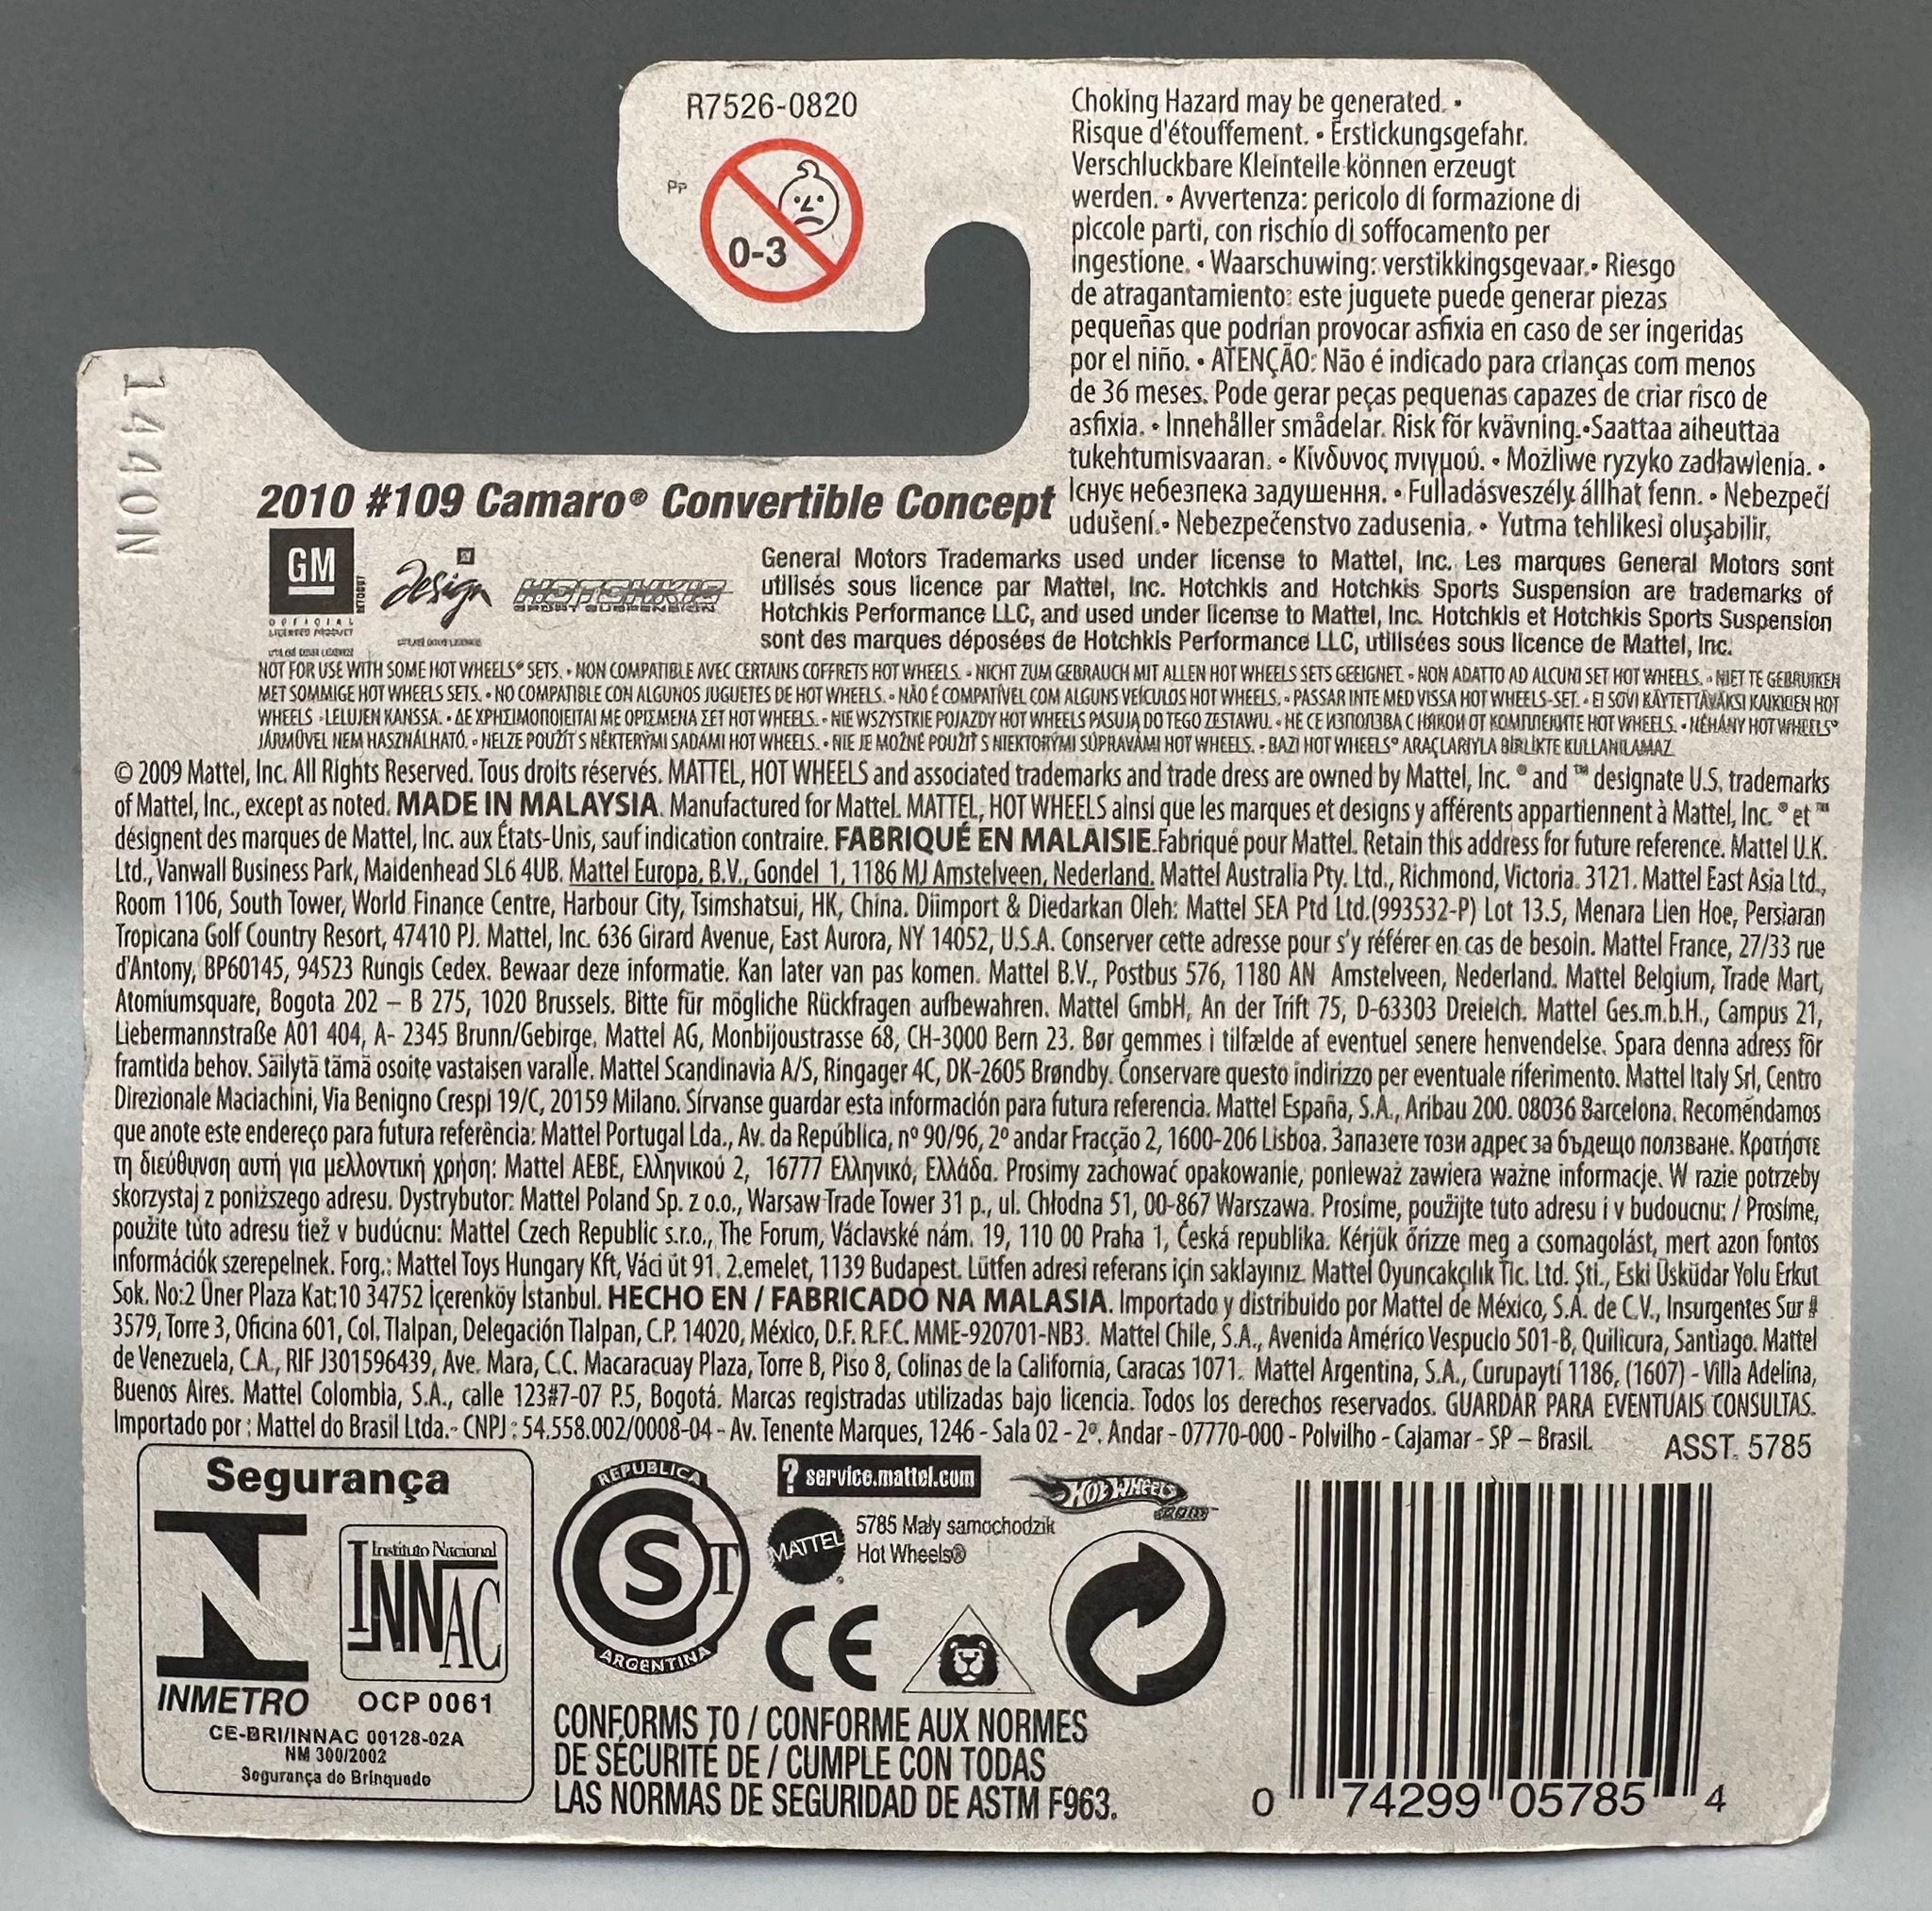 R7526-0820
Pp
0-3
Choking Hazard may be generated. •
Risque d'étouffement. • Erstickungsgefahr.
Verschluckbare Kleinteile können erzeugt
werden. • Avvertenza: pericolo di formazione di
piccole parti, con rischio di soffocamento per
ingestione. • Waarschuwing: verstikkingsgevaar. • Riesgo
de atragantamiento: este juguete puede generar piezas
pequeñas que podrían provocar asfixia en caso de ser ingeridas
por el niño. • ATENÇÃO: Não é indicado para crianças com menos
de 36 meses. Pode gerar peças pequenas capazes de criar risco de
asfixia. • Innehåller smådelar. Risk för kvävning. • Saattaa aiheuttaa
tukehtumisvaaran. • Κίνδυνος πνιγμού. • Możliwe ryzyko zadławienia. •
Існує небезпека задушення. • Fulladásveszély állhat fenn. • Nebezpečí
udušení. • Nebezpečenstvo zadusenia. • Yutma tehlikesi oluşabilir.
1440N
2010 #109 Camaro® Convertible Concept
GM
OFFICIAL
LICENSED PRODUCT
GM
Design
HOTCHKIS
SPORT SUSPENSION
General Motors Trademarks used under license to Mattel, Inc. Les marques General Motors sont
utilisés sous licence par Mattel, Inc. Hotchkis and Hotchkis Sports Suspension are trademarks of
Hotchkis Performance LLC, and used under license to Mattel, Inc. Hotchkis et Hotchkis Sports Suspension
sont des marques déposées de Hotchkis Performance LLC, utilisées sous licence de Mattel, Inc.
NOT FOR USE WITH SOME HOT WHEELS® SETS. • NON COMPATIBLE AVEC CERTAINS COFFRETS HOT WHEELS. • NICHT ZUM GEBRAUCH MIT ALLEN HOT WHEELS SETS GEEIGNET. • NON ADATTO AD ALCUNI SET HOT WHEELS. • NIET TE GEBRUIKEN
MET SOMMIGE HOT WHEELS SETS. • NO COMPATIBLE CON ALGUNOS JUGUETES DE HOT WHEELS. • NÃO É COMPATÍVEL COM ALGUNS VEÍCULOS HOT WHEELS. • PASSAR INTE MED VISSA HOT WHEELS-SET. • EI SOVI KÄYTETTÄVÄKSI KAIKKIEN HOT
WHEELS -LELUJEN KANSSA. • ΔΕ ΧΡΗΣΙΜΟΠΟΙΕΙΤΑΙ ΜΕ ΟΡΙΣΜΕΝΑ ΣΕΤ HOT WHEELS. • NIE WSZYSTKIE POJAZDY HOT WHEELS PASUJĄ DO TEGO ZESTAWU. • НЕ СЕ ИЗПОЛЗВА С НЯКОИ ОТ КОМПЛЕКТИТЕ HOT WHEELS. • NÉHÁNY HOT WHEELS®
JÁRMŰVEL NEM HASZNÁLHATÓ. • NELZE POUŽÍT S NĚKTERÝMI SADAMI HOT WHEELS. • NIE JE MOŽNÉ POUŽIŤ S NIEKTORÝMI SÚPRAVAMI HOT WHEELS. • BAZI HOT WHEELS® ARAÇLARIYLA BİRLİKTE KULLANILAMAZ
© 2009 Mattel, Inc. All Rights Reserved. Tous droits réservés. MATTEL, HOT WHEELS and associated trademarks and trade dress are owned by Mattel, Inc. ® and ™ designate U.S. trademarks
of Mattel, Inc., except as noted. MADE IN MALAYSIA. Manufactured for Mattel. MATTEL, HOT WHEELS ainsi que les marques et designs y afférents appartiennent à Mattel, Inc. ® et ™
désignent des marques de Mattel, Inc. aux États-Unis, sauf indication contraire. FABRIQUÉ EN MALAISIE. Fabriqué pour Mattel. Retain this address for future reference. Mattel U.K.
Ltd., Vanwall Business Park, Maidenhead SL6 4UB. Mattel Europa, B.V., Gondel 1, 1186 MJ Amstelveen, Nederland. Mattel Australia Pty. Ltd., Richmond, Victoria. 3121. Mattel East Asia Ltd.,
Room 1106, South Tower, World Finance Centre, Harbour City, Tsimshatsui, HK, China. Diimport & Diedarkan Oleh: Mattel SEA Ptd Ltd.(993532-P) Lot 13.5, Menara Lien Hoe, Persiaran
Tropicana Golf Country Resort, 47410 PJ. Mattel, Inc. 636 Girard Avenue, East Aurora, NY 14052, U.S.A. Conserver cette adresse pour s'y référer en cas de besoin. Mattel France, 27/33 rue
d'Antony, BP60145, 94523 Rungis Cedex. Bewaar deze informatie. Kan later van pas komen. Mattel B.V., Postbus 576, 1180 AN Amstelveen, Nederland. Mattel Belgium, Trade Mart,
Atomiumsquare, Bogota 202 – B 275, 1020 Brussels. Bitte für mögliche Rückfragen aufbewahren. Mattel GmbH, An der Trift 75, D-63303 Dreieich. Mattel Ges.m.b.H., Campus 21,
Liebermannstraße A01 404, A- 2345 Brunn/Gebirge. Mattel AG, Monbijoustrasse 68, CH-3000 Bern 23. Bør gemmes i tilfælde af eventuel senere henvendelse. Spara denna adress för
framtida behov. Säilytä tämä osoite vastaisen varalle. Mattel Scandinavia A/S, Ringager 4C, DK-2605 Brøndby. Conservare questo indirizzo per eventuale riferimento. Mattel Italy Srl, Centro
Direzionale Maciachini, Via Benigno Crespi 19/C, 20159 Milano. Sírvanse guardar esta información para futura referencia. Mattel España, S.A., Aribau 200. 08036 Barcelona. Recomendamos
que anote este endereço para futura referência: Mattel Portugal Lda., Av. da República, nº 90/96, 2º andar Fracção 2, 1600-206 Lisboa. Запазете този адрес за бъдещо ползване. Κρατήστε
τη διεύθυνση αυτή για μελλοντική χρήση: Mattel AEBE, Ελληνικού 2, 16777 Ελληνικό, Ελλάδα. Prosimy zachować opakowanie, ponieważ zawiera ważne informacje. W razie potrzeby
skorzystaj z poniższego adresu. Dystrybutor: Mattel Poland Sp. z o.o., Warsaw Trade Tower 31 p., ul. Chłodna 51, 00-867 Warszawa. Prosíme, použijte tuto adresu i v budoucnu: / Prosíme,
použite túto adresu tiež v budúcnu: Mattel Czech Republic s.r.o., The Forum, Václavské nám. 19, 110 00 Praha 1, Česká republika. Kérjük őrizze meg a csomagolást, mert azon fontos
információk szerepelnek. Forg.: Mattel Toys Hungary Kft, Váci út 91. 2.emelet, 1139 Budapest. Lütfen adresi referans için saklayınız. Mattel Oyuncakçılık Tic. Ltd. Şti., Eski Üsküdar Yolu Erkut
Sok. No:2 Üner Plaza Kat:10 34752 İçerenköy İstanbul. HECHO EN / FABRICADO NA MALASIA. Importado y distribuido por Mattel de México, S.A. de C.V., Insurgentes Sur #
3579, Torre 3, Oficina 601, Col. Tlalpan, Delegación Tlalpan, C.P. 14020, México, D.F. R.F.C. MME-920701-NB3. Mattel Chile, S.A., Avenida Américo Vespucio 501-B, Quilicura, Santiago. Mattel
de Venezuela, C.A., RIF J301596439, Ave. Mara, C.C. Macaracuay Plaza, Torre B, Piso 8, Colinas de la California, Caracas 1071. Mattel Argentina, S.A., Curupaytí 1186, (1607) - Villa Adelina,
Buenos Aires. Mattel Colombia, S.A., calle 123#7-07 P.5, Bogotá. Marcas registradas utilizadas bajo licencia. Todos los derechos reservados. GUARDAR PARA EVENTUAIS CONSULTAS.
Importado por : Mattel do Brasil Ltda.- CNPJ : 54.558.002/0008-04 - Av. Tenente Marques, 1246 - Sala 02 - 2º. Andar - 07770-000 - Polvilho - Cajamar - SP – Brasil.
ASST. 5785
Segurança
Instituto Nacional
INNAC
INMETRO
OCP 0061
CE-BRI/INNAC 00128-02A
NM 300/2002
Segurança do Brinquedo
REPUBLICA
S T
ARGENTINA
? service.mattel.com
HOT WHEELS
.COM
MATTEL
5785 Mały samochodzik
Hot Wheels®
CE
CONFORMS TO / CONFORME AUX NORMES
DE SÉCURITÉ DE / CUMPLE CON TODAS
LAS NORMAS DE SEGURIDAD DE ASTM F963.
0 74299 05785 4